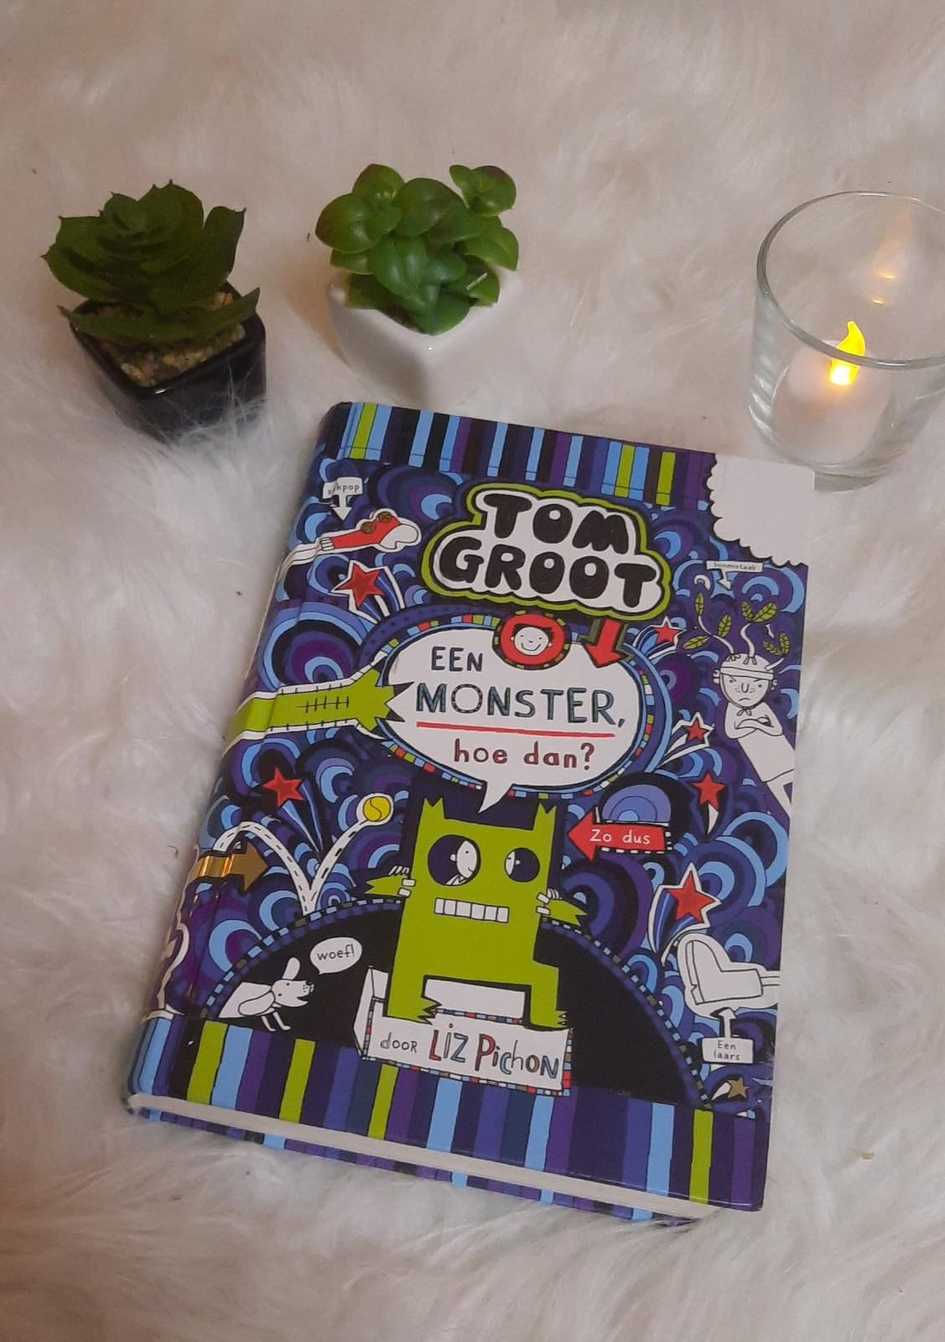 TOM
GROOT
EEN
MONSTER,
hoe dan?
Zo dus
woef!
door LIZ PICHON
Een
laars